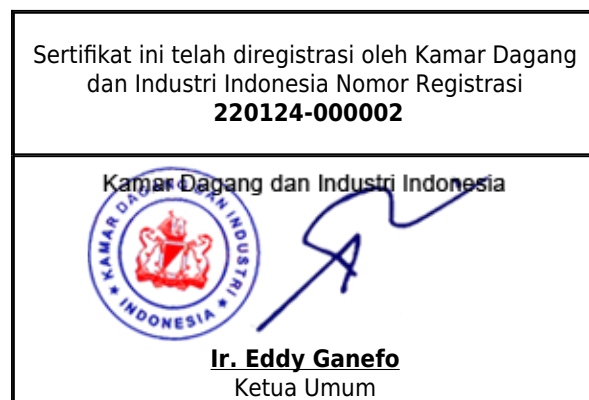 Sertifikat ini telah diregistrasi oleh Kamar Dagang
dan Industri Indonesia Nomor Registrasi
220124-000002
Kamar Dagang dan Industri Indonesia
KAMAR DAGANG DAN INDUSTRI
INDONESIA
Ir. Eddy Ganefo
Ketua Umum